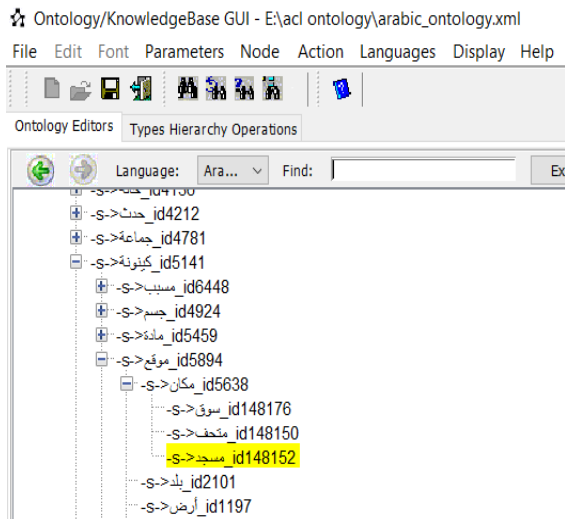 Ontology/KnowledgeBase GUI - E:\acl ontology\arabic_ontology.xml
File Edit Font Parameters Node Action Languages Display Help
Ontology Editors Types Hierarchy Operations
Language: Ara... Find: Ex
-s->حالة_id4130
-s->حدث_id4212
-s->جماعة_id4781
-s->كينونة_id5141
-s->مسبب_id6448
-s->جسم_id4924
-s->مادة_id5459
-s->موقع_id5894
-s->مكان_id5638
-s->سوق_id148176
-s->متحف_id148150
-s->مسجد_id148152
-s->بلد_id2101
-s->أرض_id1197